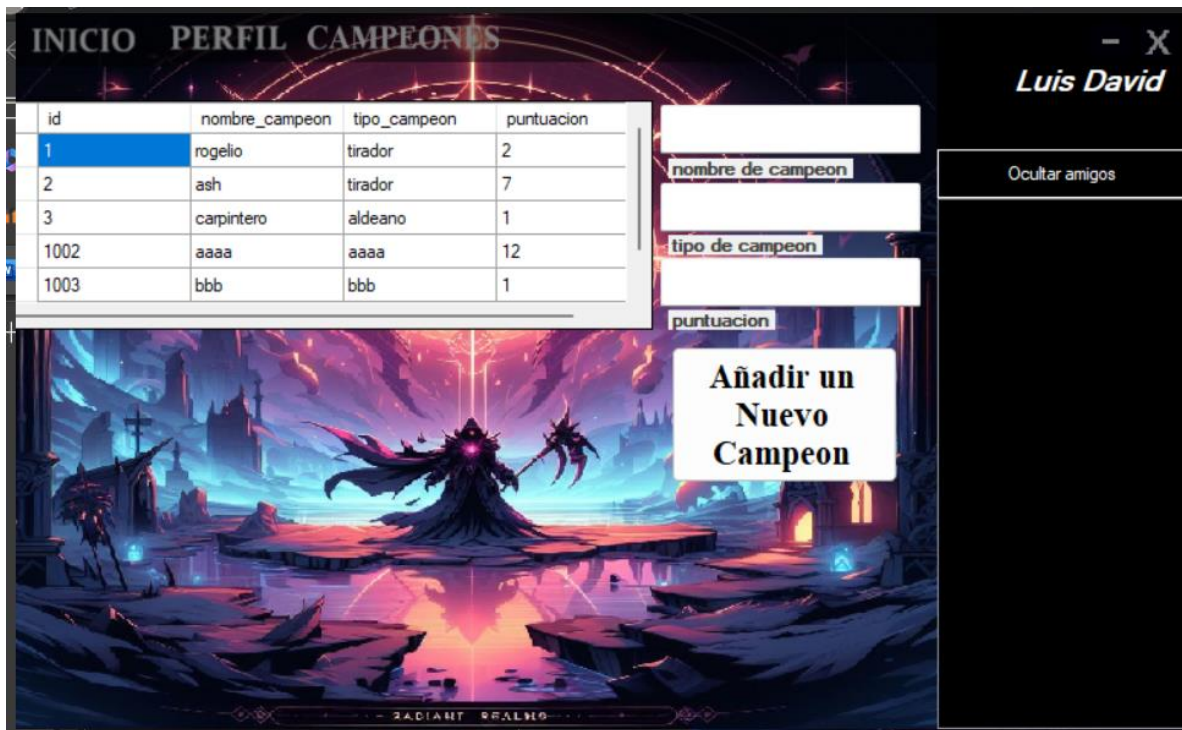 INICIO PERFIL CAMPEONES
– X
Luis David
id nombre_campeon tipo_campeon puntuacion
1 rogelio tirador 2
2 ash tirador 7
3 carpintero aldeano 1
1002 aaaa aaaa 12
1003 bbb bbb 1
nombre de campeon
tipo de campeon
puntuacion
Añadir un
Nuevo
Campeon
Ocultar amigos
RADIANT REALMS